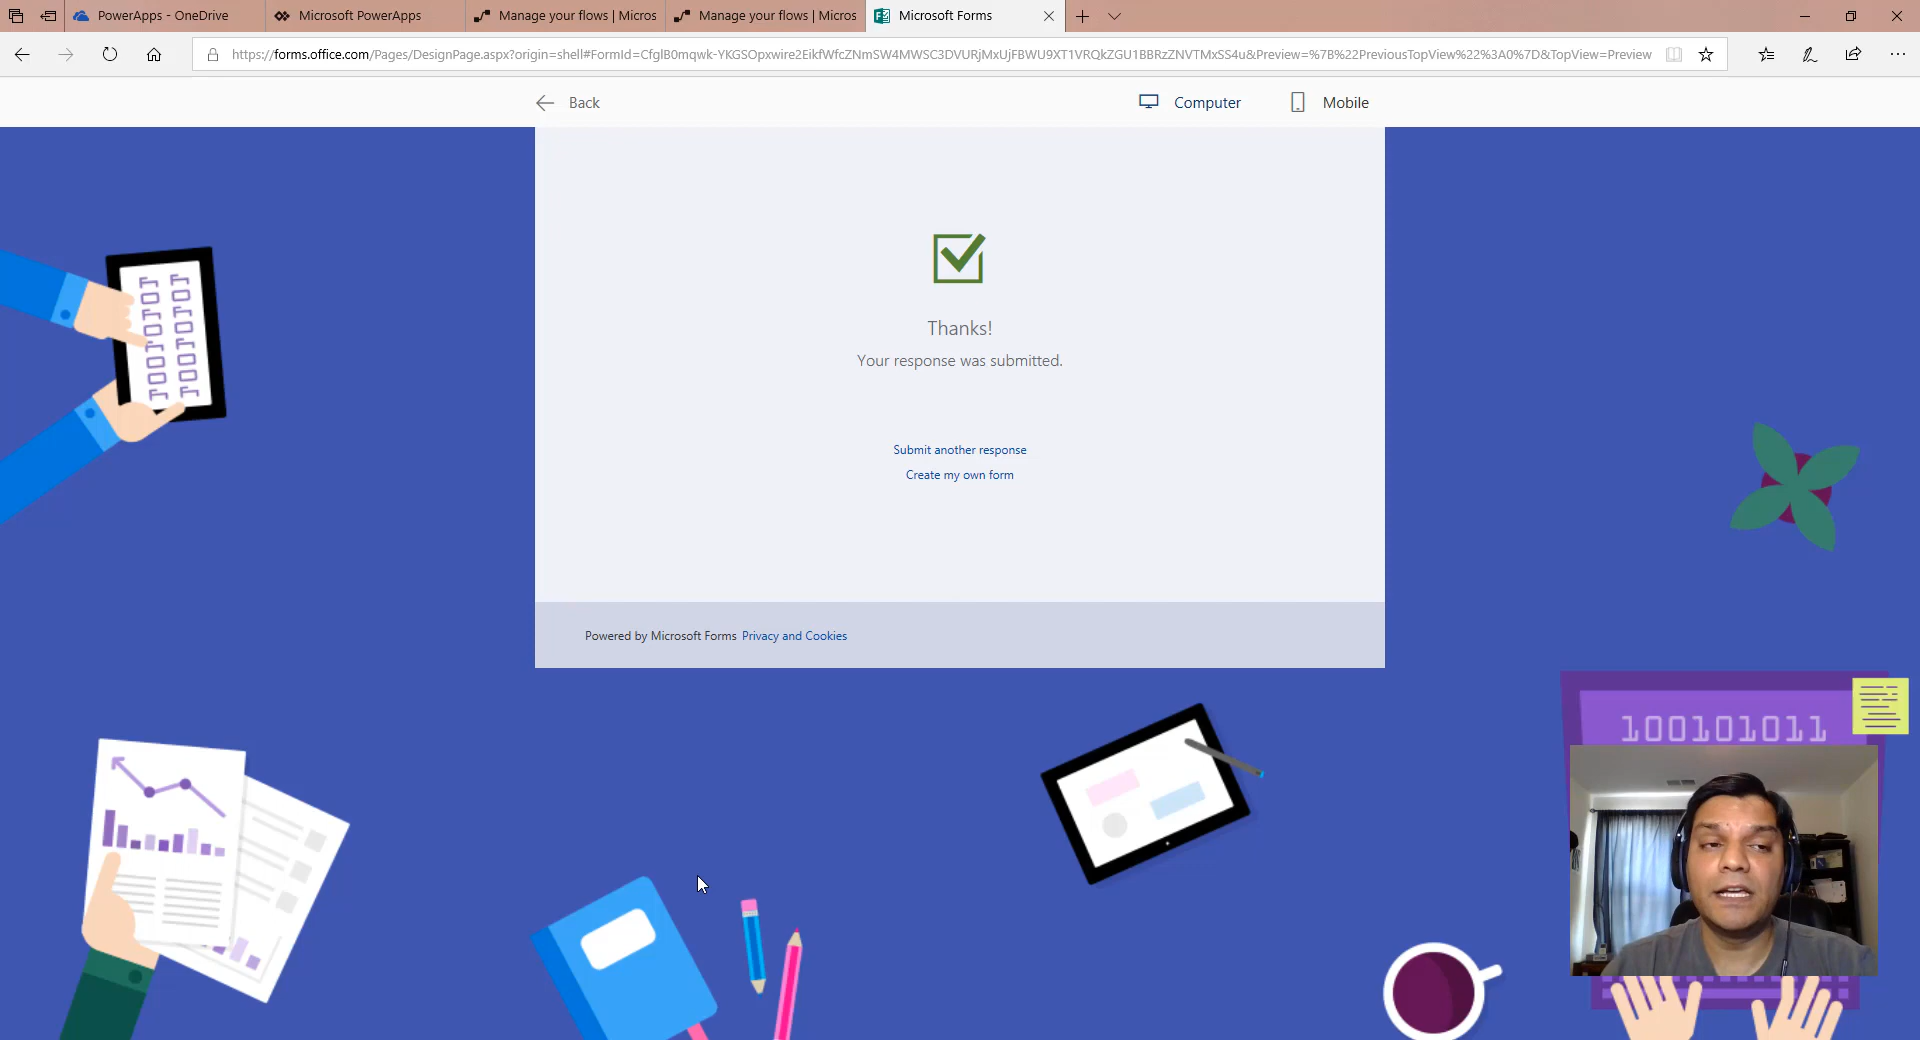 PowerApps - OneDrive
Microsoft PowerApps
Manage your flows | Micros
Manage your flows | Micros
Microsoft Forms
https://forms.office.com/Pages/DesignPage.aspx?origin=shell#FormId=CfglB0mqwk-YKGSOpxwire2EikfWfcZNmSW4MWSC3DVURjMxUjFBWU9XT1VRQkZGU1BBRzZNVTMxSS4u&Preview=%7B%22PreviousTopView%22%3A0%7D&TopView=Preview
Back
Computer
Mobile
Thanks!
Your response was submitted.
Submit another response
Create my own form
Powered by Microsoft Forms Privacy and Cookies
100101011